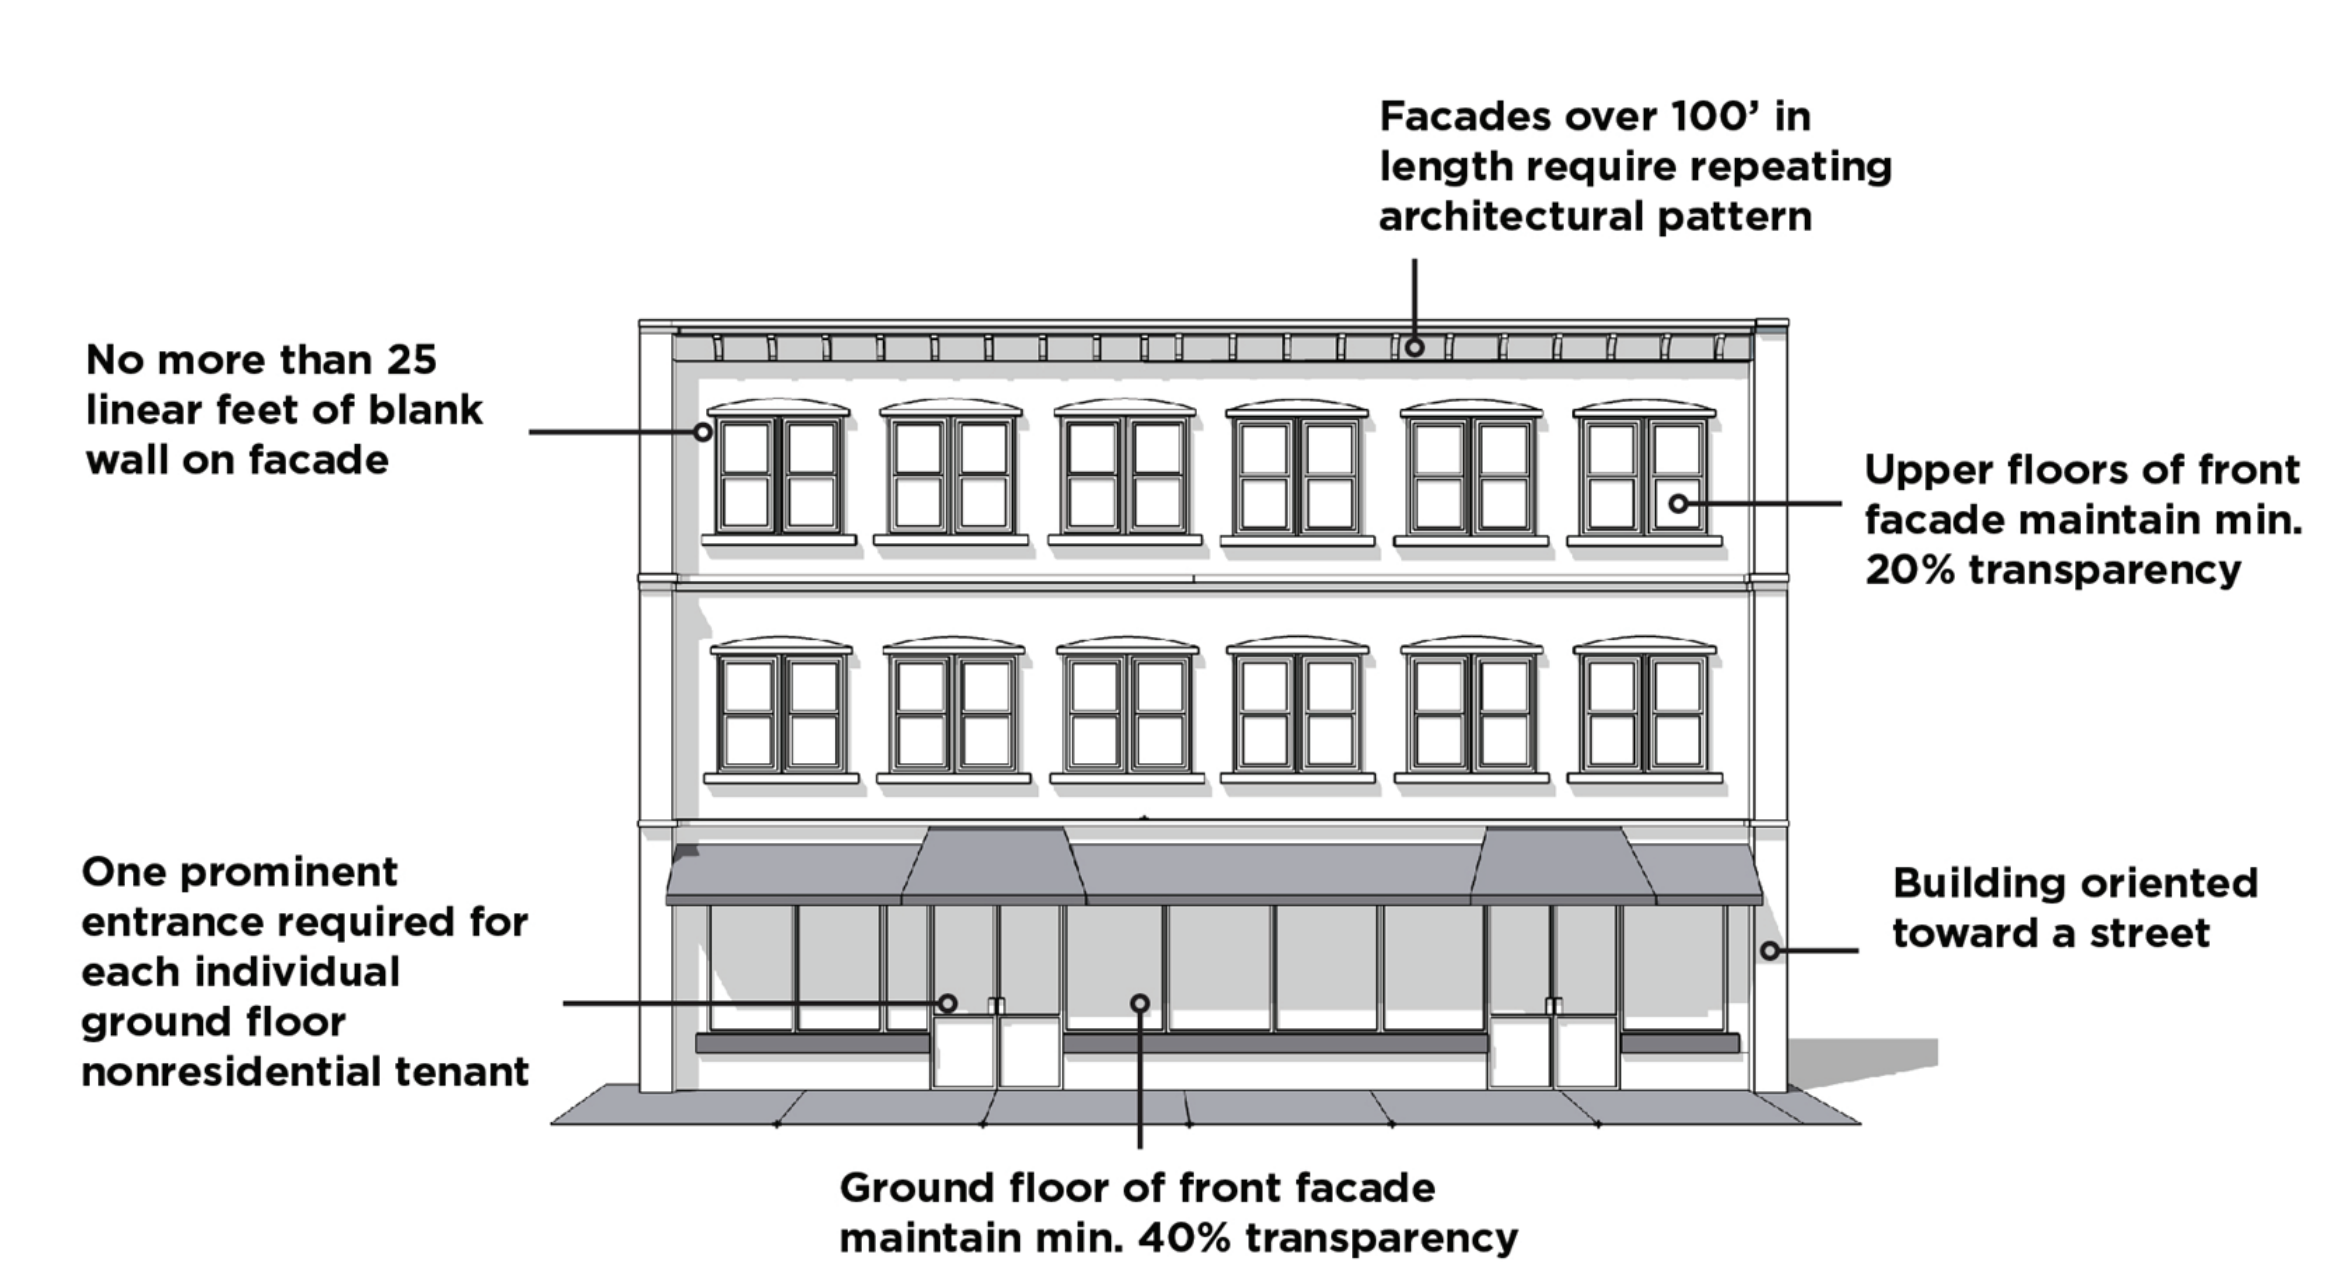 Facades over 100’ in
length require repeating
architectural pattern
No more than 25
linear feet of blank
wall on facade
Upper floors of front
facade maintain min.
20% transparency
One prominent
entrance required for
each individual
ground floor
nonresidential tenant
Building oriented
toward a street
Ground floor of front facade
maintain min. 40% transparency